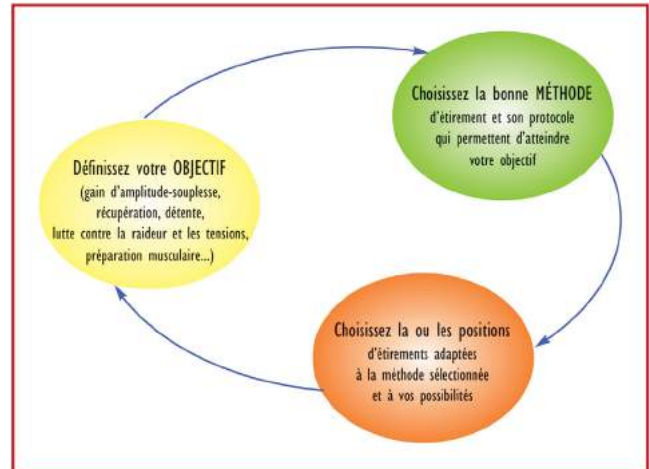 Définissez votre OBJECTIF
(gain d'amplitude-souplesse,
récupération, détente,
lutte contre la raideur et les tensions,
préparation musculaire...)
Choisissez la bonne MÉTHODE
d'étirement et son protocole
qui permettent d'atteindre
votre objectif
Choisissez la ou les positions
d'étirements adaptées
à la méthode sélectionnée
et à vos possibilités